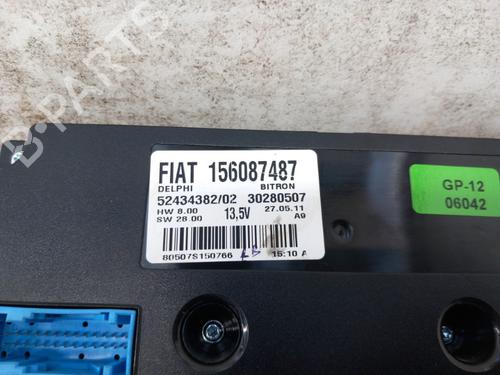 FIAT 156087487
DELPHI BITRON
52434382/02 30280507
HW 8.00 13,5V 27.05.11
SW 28.00 A9
80507S150766 15:10 A
GP-12
06042
B-PARTS